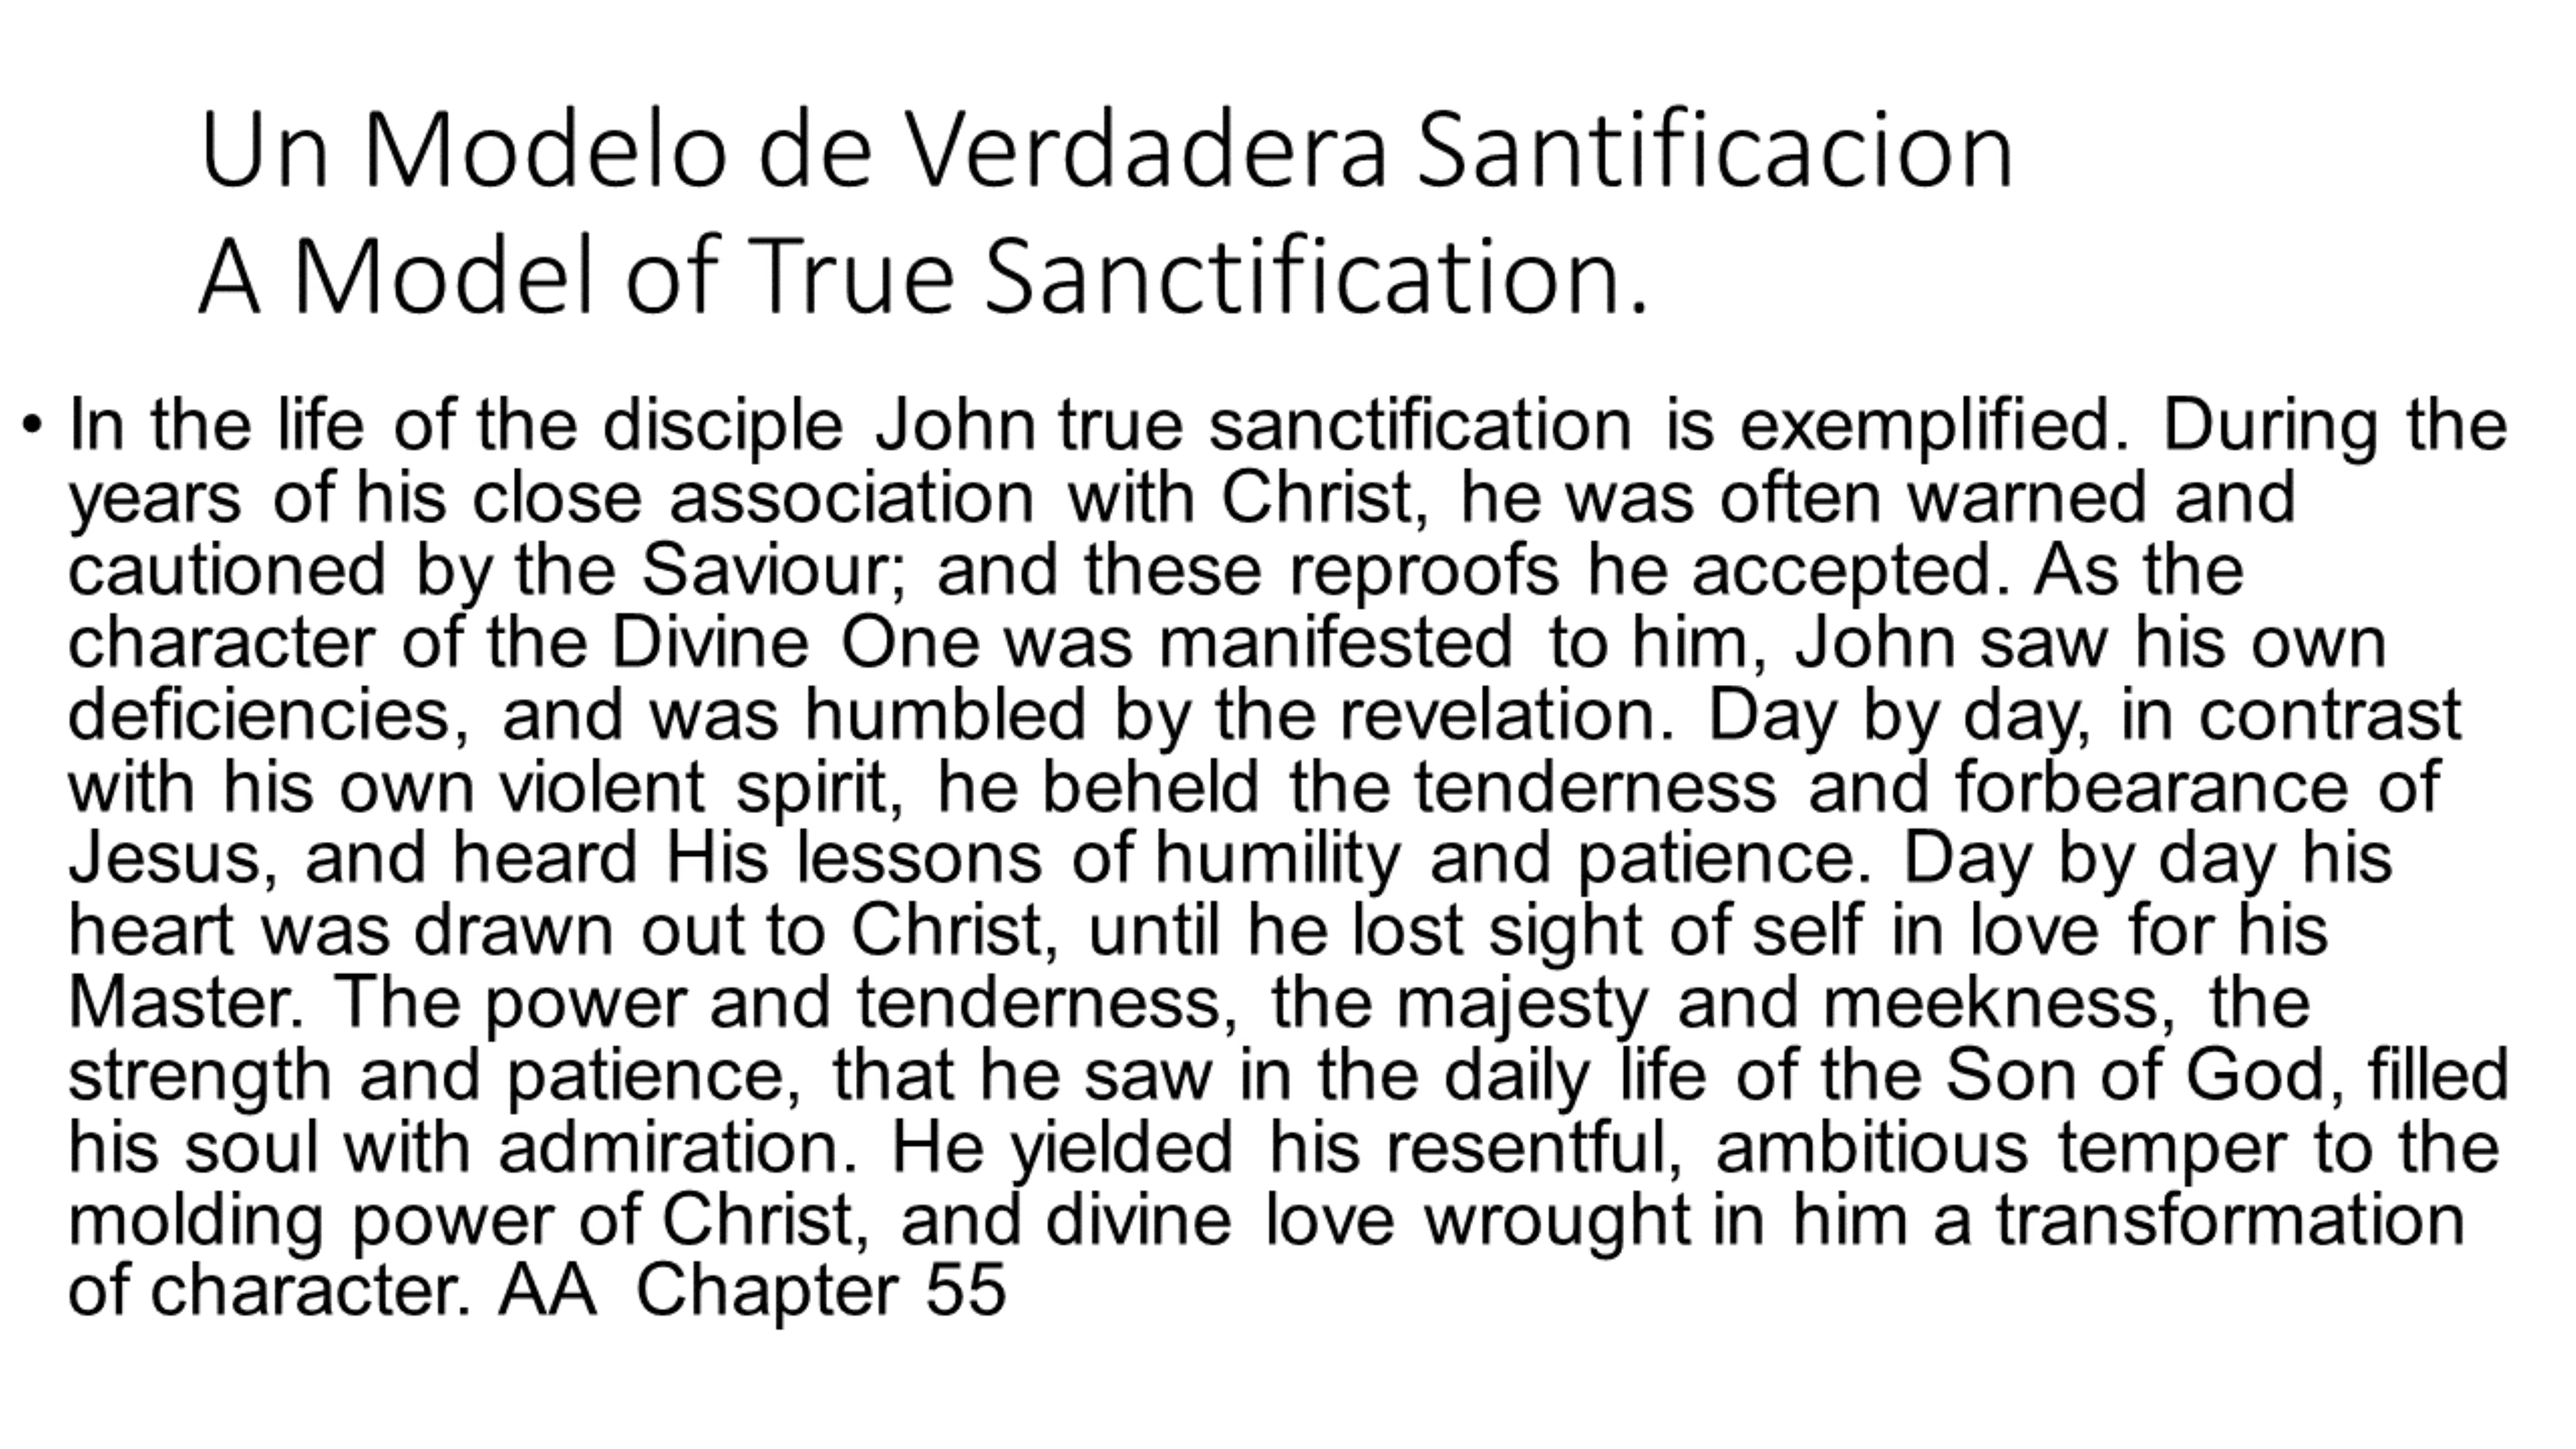 Un Modelo de Verdadera Santificacion
A Model of True Sanctification.
• In the life of the disciple John true sanctification is exemplified. During the
years of his close association with Christ, he was often warned and
cautioned by the Saviour; and these reproofs he accepted. As the
character of the Divine One was manifested to him, John saw his own
deficiencies, and was humbled by the revelation. Day by day, in contrast
with his own violent spirit, he beheld the tenderness and forbearance of
Jesus, and heard His lessons of humility and patience. Day by day his
heart was drawn out to Christ, until he lost sight of self in love for his
Master. The power and tenderness, the majesty and meekness, the
strength and patience, that he saw in the daily life of the Son of God, filled
his soul with admiration. He yielded his resentful, ambitious temper to the
molding power of Christ, and divine love wrought in him a transformation
of character. AA Chapter 55